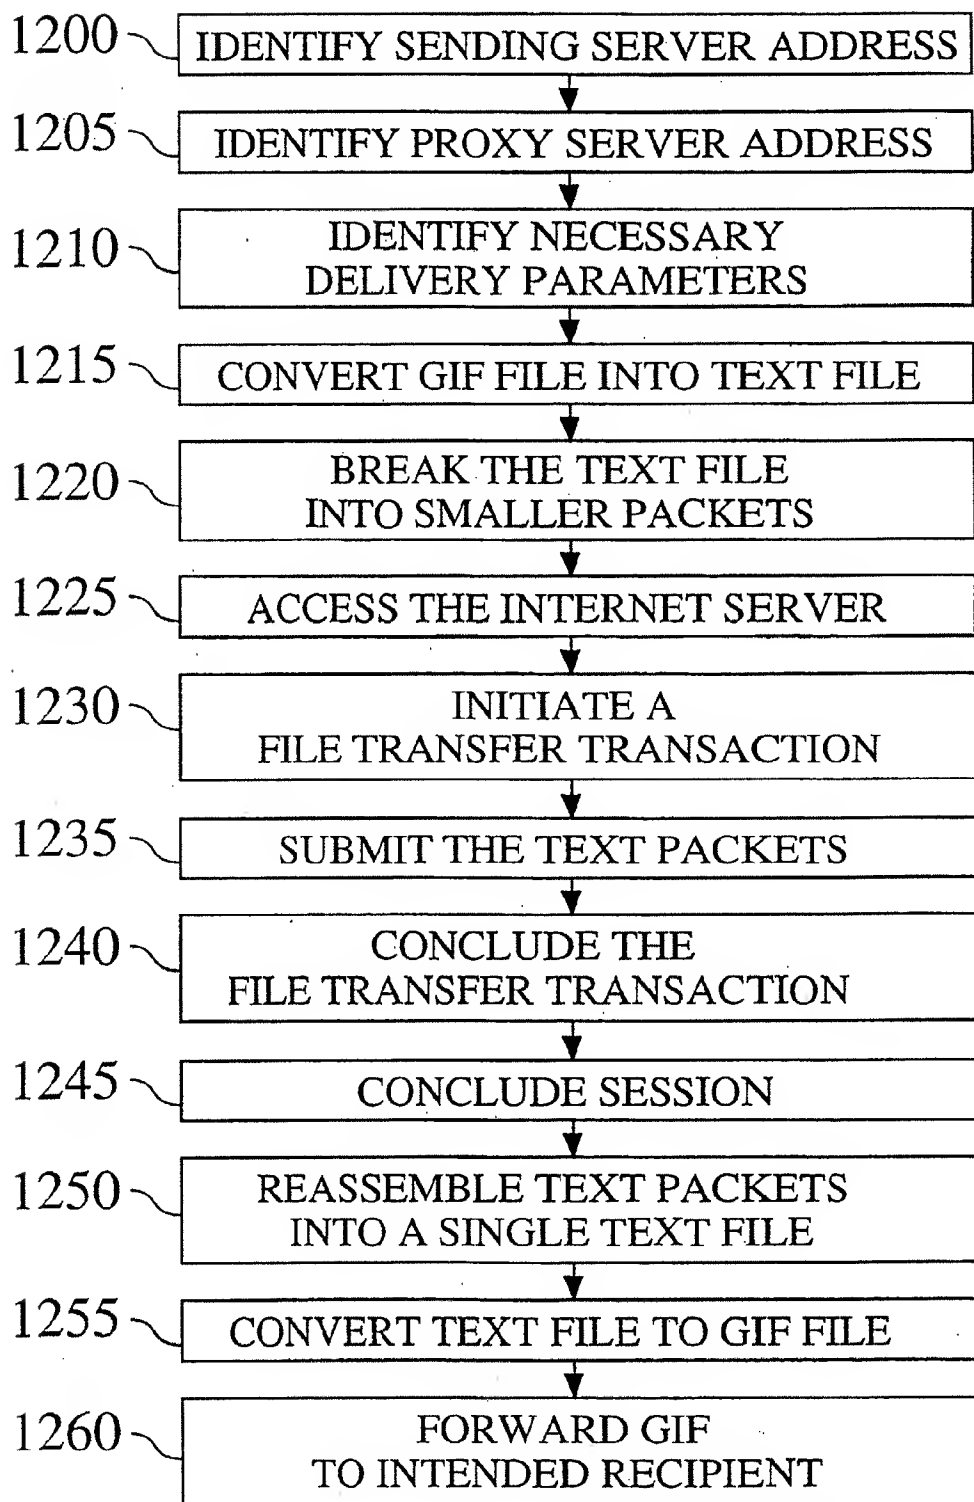 1200 IDENTIFY SENDING SERVER ADDRESS
1205 IDENTIFY PROXY SERVER ADDRESS
1210 IDENTIFY NECESSARY
DELIVERY PARAMETERS
1215 CONVERT GIF FILE INTO TEXT FILE
1220 BREAK THE TEXT FILE
INTO SMALLER PACKETS
1225 ACCESS THE INTERNET SERVER
1230 INITIATE A
FILE TRANSFER TRANSACTION
1235 SUBMIT THE TEXT PACKETS
1240 CONCLUDE THE
FILE TRANSFER TRANSACTION
1245 CONCLUDE SESSION
1250 REASSEMBLE TEXT PACKETS
INTO A SINGLE TEXT FILE
1255 CONVERT TEXT FILE TO GIF FILE
1260 FORWARD GIF
TO INTENDED RECIPIENT